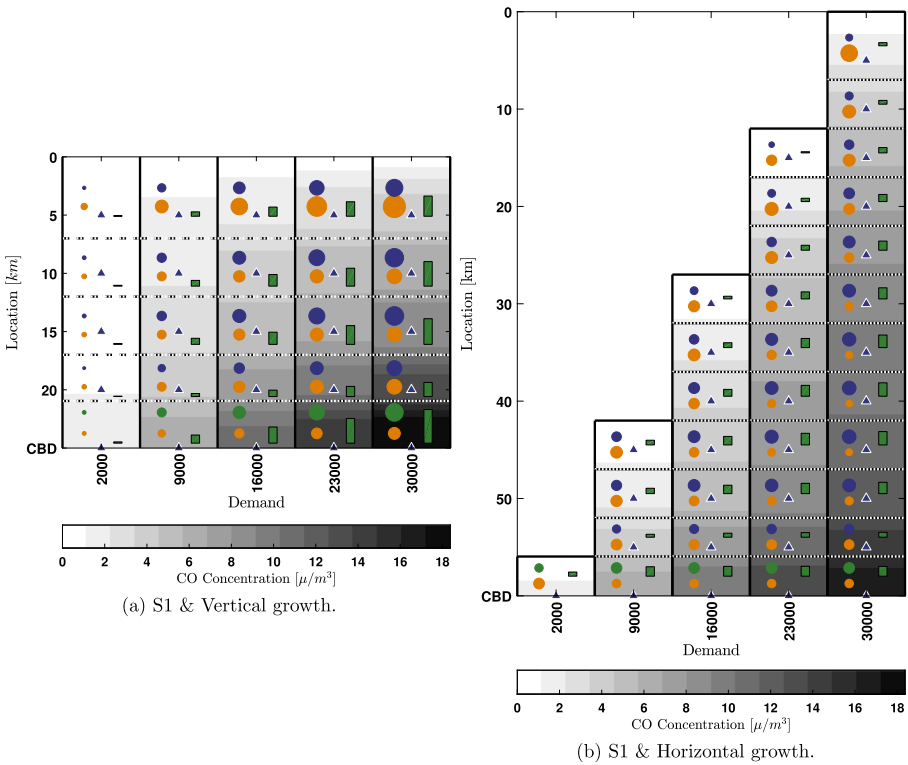 0
5
10
15
20
CBD
Location [km]
2000
9000
16000
23000
30000
Demand
0 2 4 6 8 10 12 14 16 18
CO Concentration [μ/m³]
(a) S1 & Vertical growth.
0
10
20
30
40
50
CBD
Location [km]
2000
9000
16000
23000
30000
Demand
0 2 4 6 8 10 12 14 16 18
CO Concentration [μ/m³]
(b) S1 & Horizontal growth.